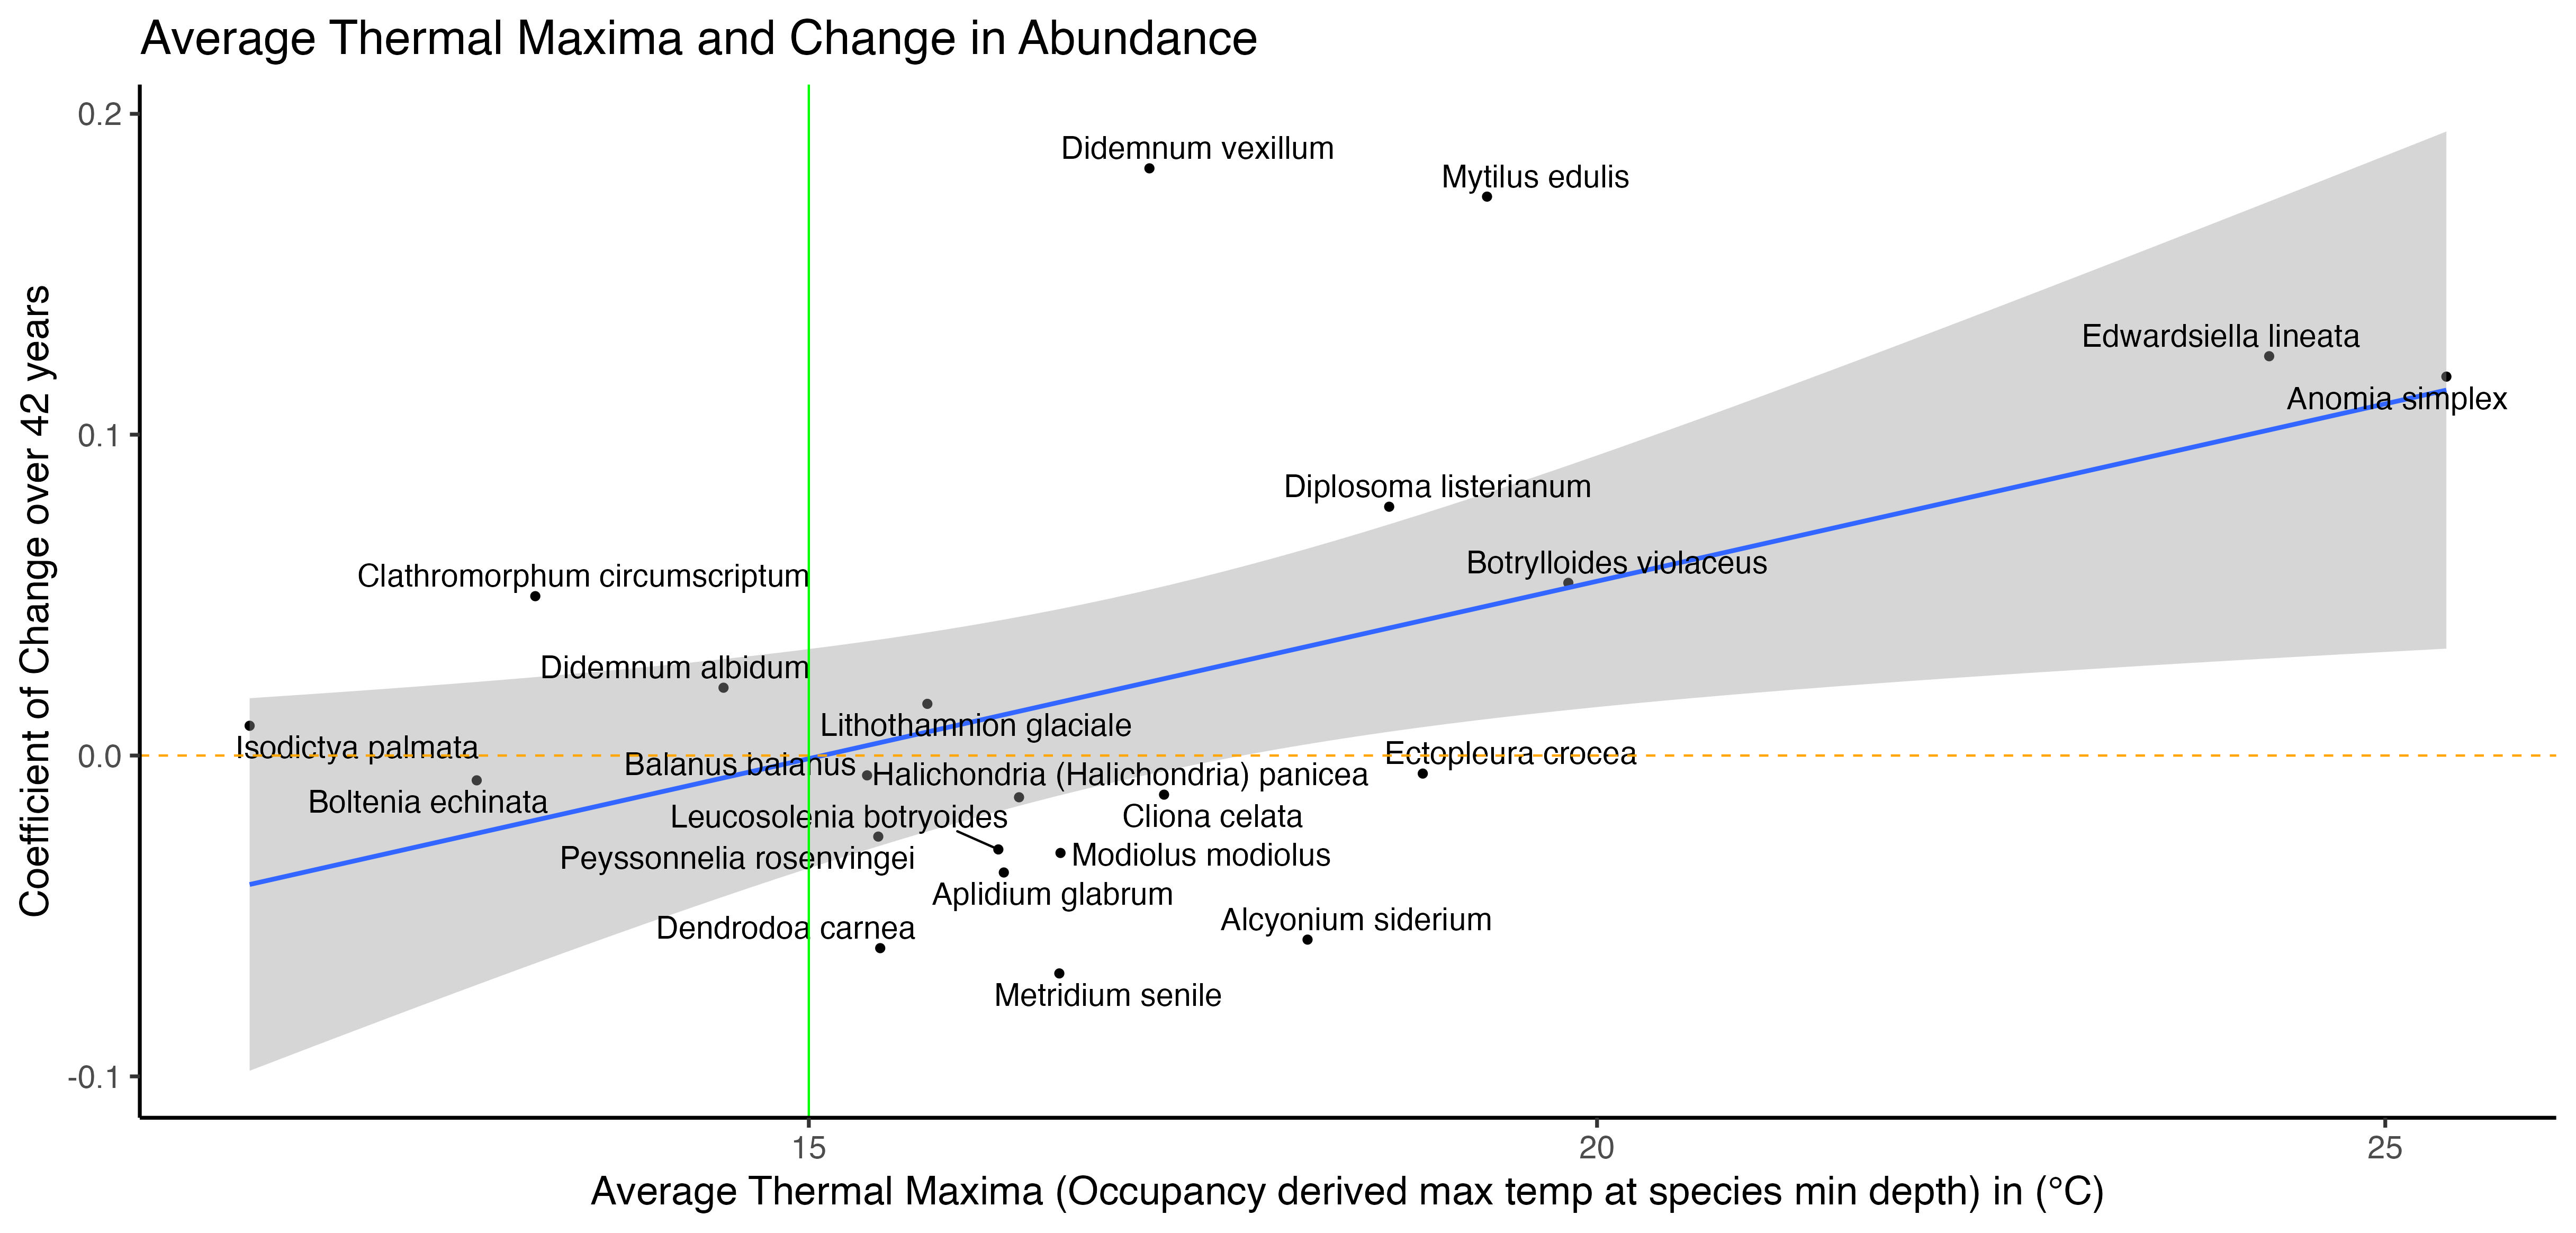 Average Thermal Maxima and Change in Abundance
Coefficient of Change over 42 years
0.2
0.1
0.0
-0.1
Didemnum vexillum
Mytilus edulis
Edwardsiella lineata
Anomia simplex
Diplosoma listerianum
Botrylloides violaceus
Clathromorphum circumscriptum
Didemnum albidum
Lithothamnion glaciale
Isodictya palmata
Ectopleura crocea
Balanus balanus
Halichondria (Halichondria) panicea
Boltenia echinata
Leucosolenia botryoides
Cliona celata
Peyssonnelia rosenvingei
Modiolus modiolus
Aplidium glabrum
Alcyonium siderium
Dendrodoa carnea
Metridium senile
15
20
25
Average Thermal Maxima (Occupancy derived max temp at species min depth) in (°C)